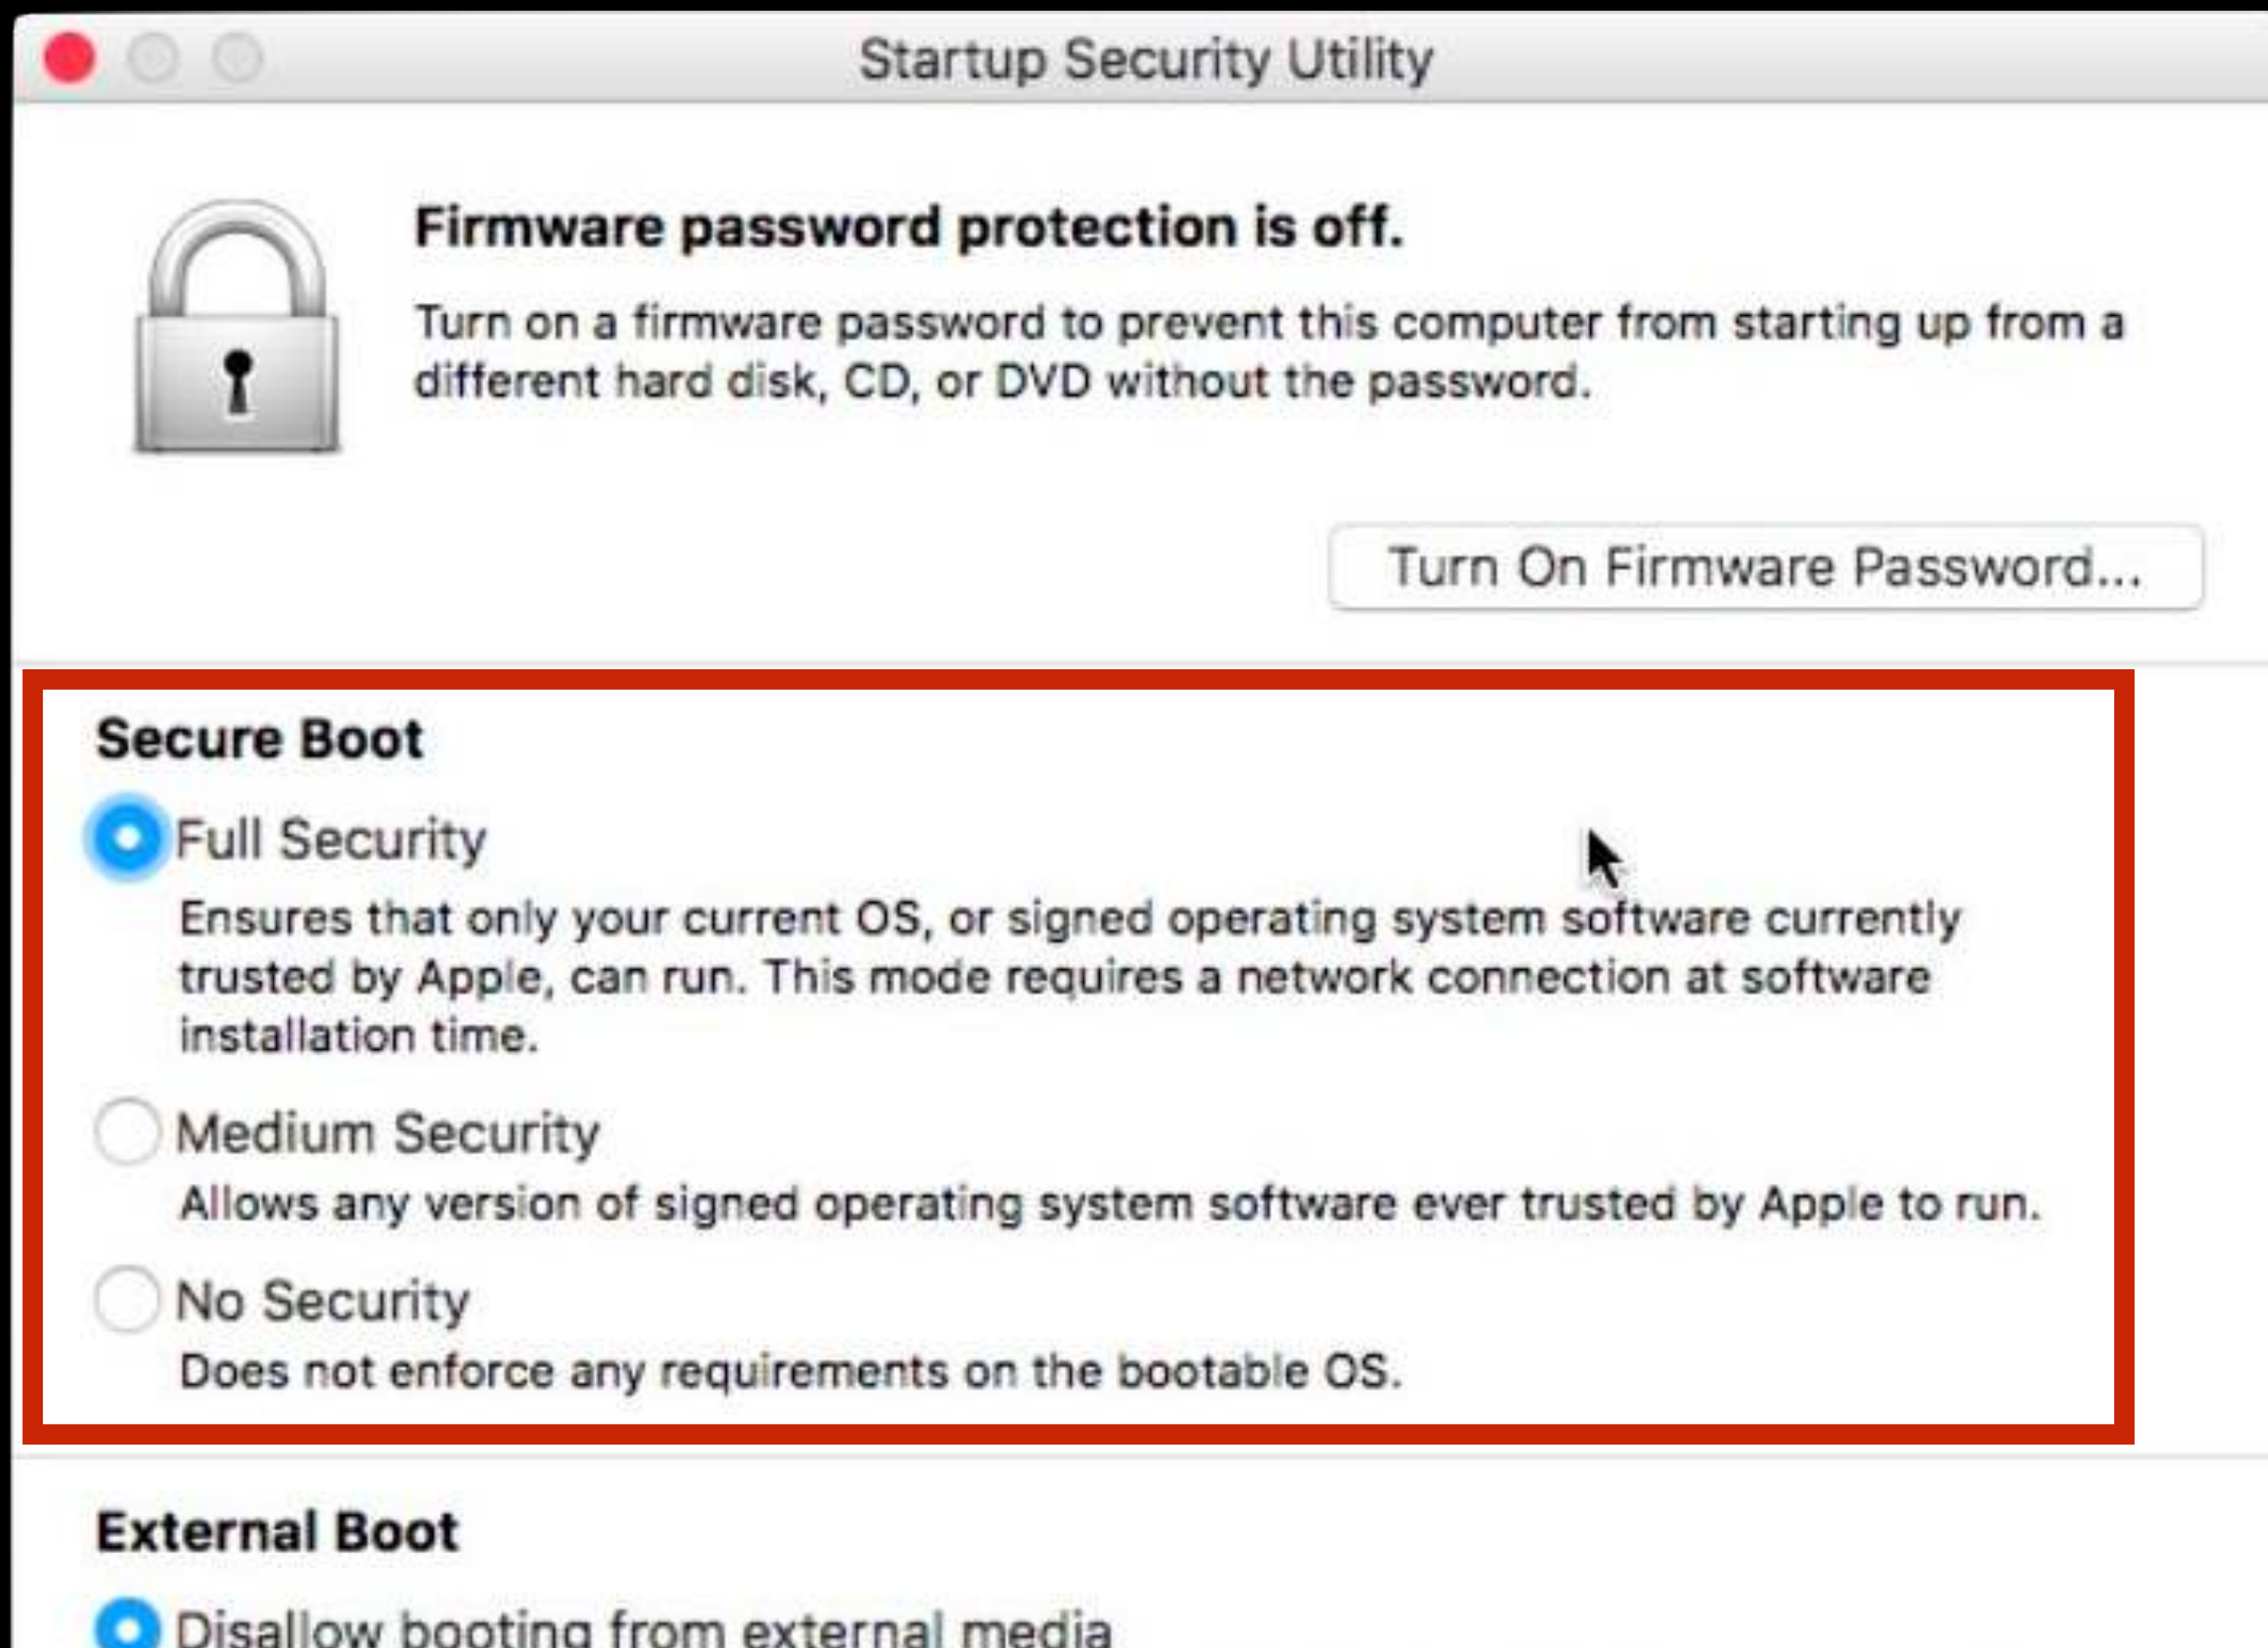 Startup Security Utility
Firmware password protection is off.
Turn on a firmware password to prevent this computer from starting up from a
different hard disk, CD, or DVD without the password.
Turn On Firmware Password...
Secure Boot
Full Security
Ensures that only your current OS, or signed operating system software currently
trusted by Apple, can run. This mode requires a network connection at software
installation time.
Medium Security
Allows any version of signed operating system software ever trusted by Apple to run.
No Security
Does not enforce any requirements on the bootable OS.
External Boot
Disallow booting from external media